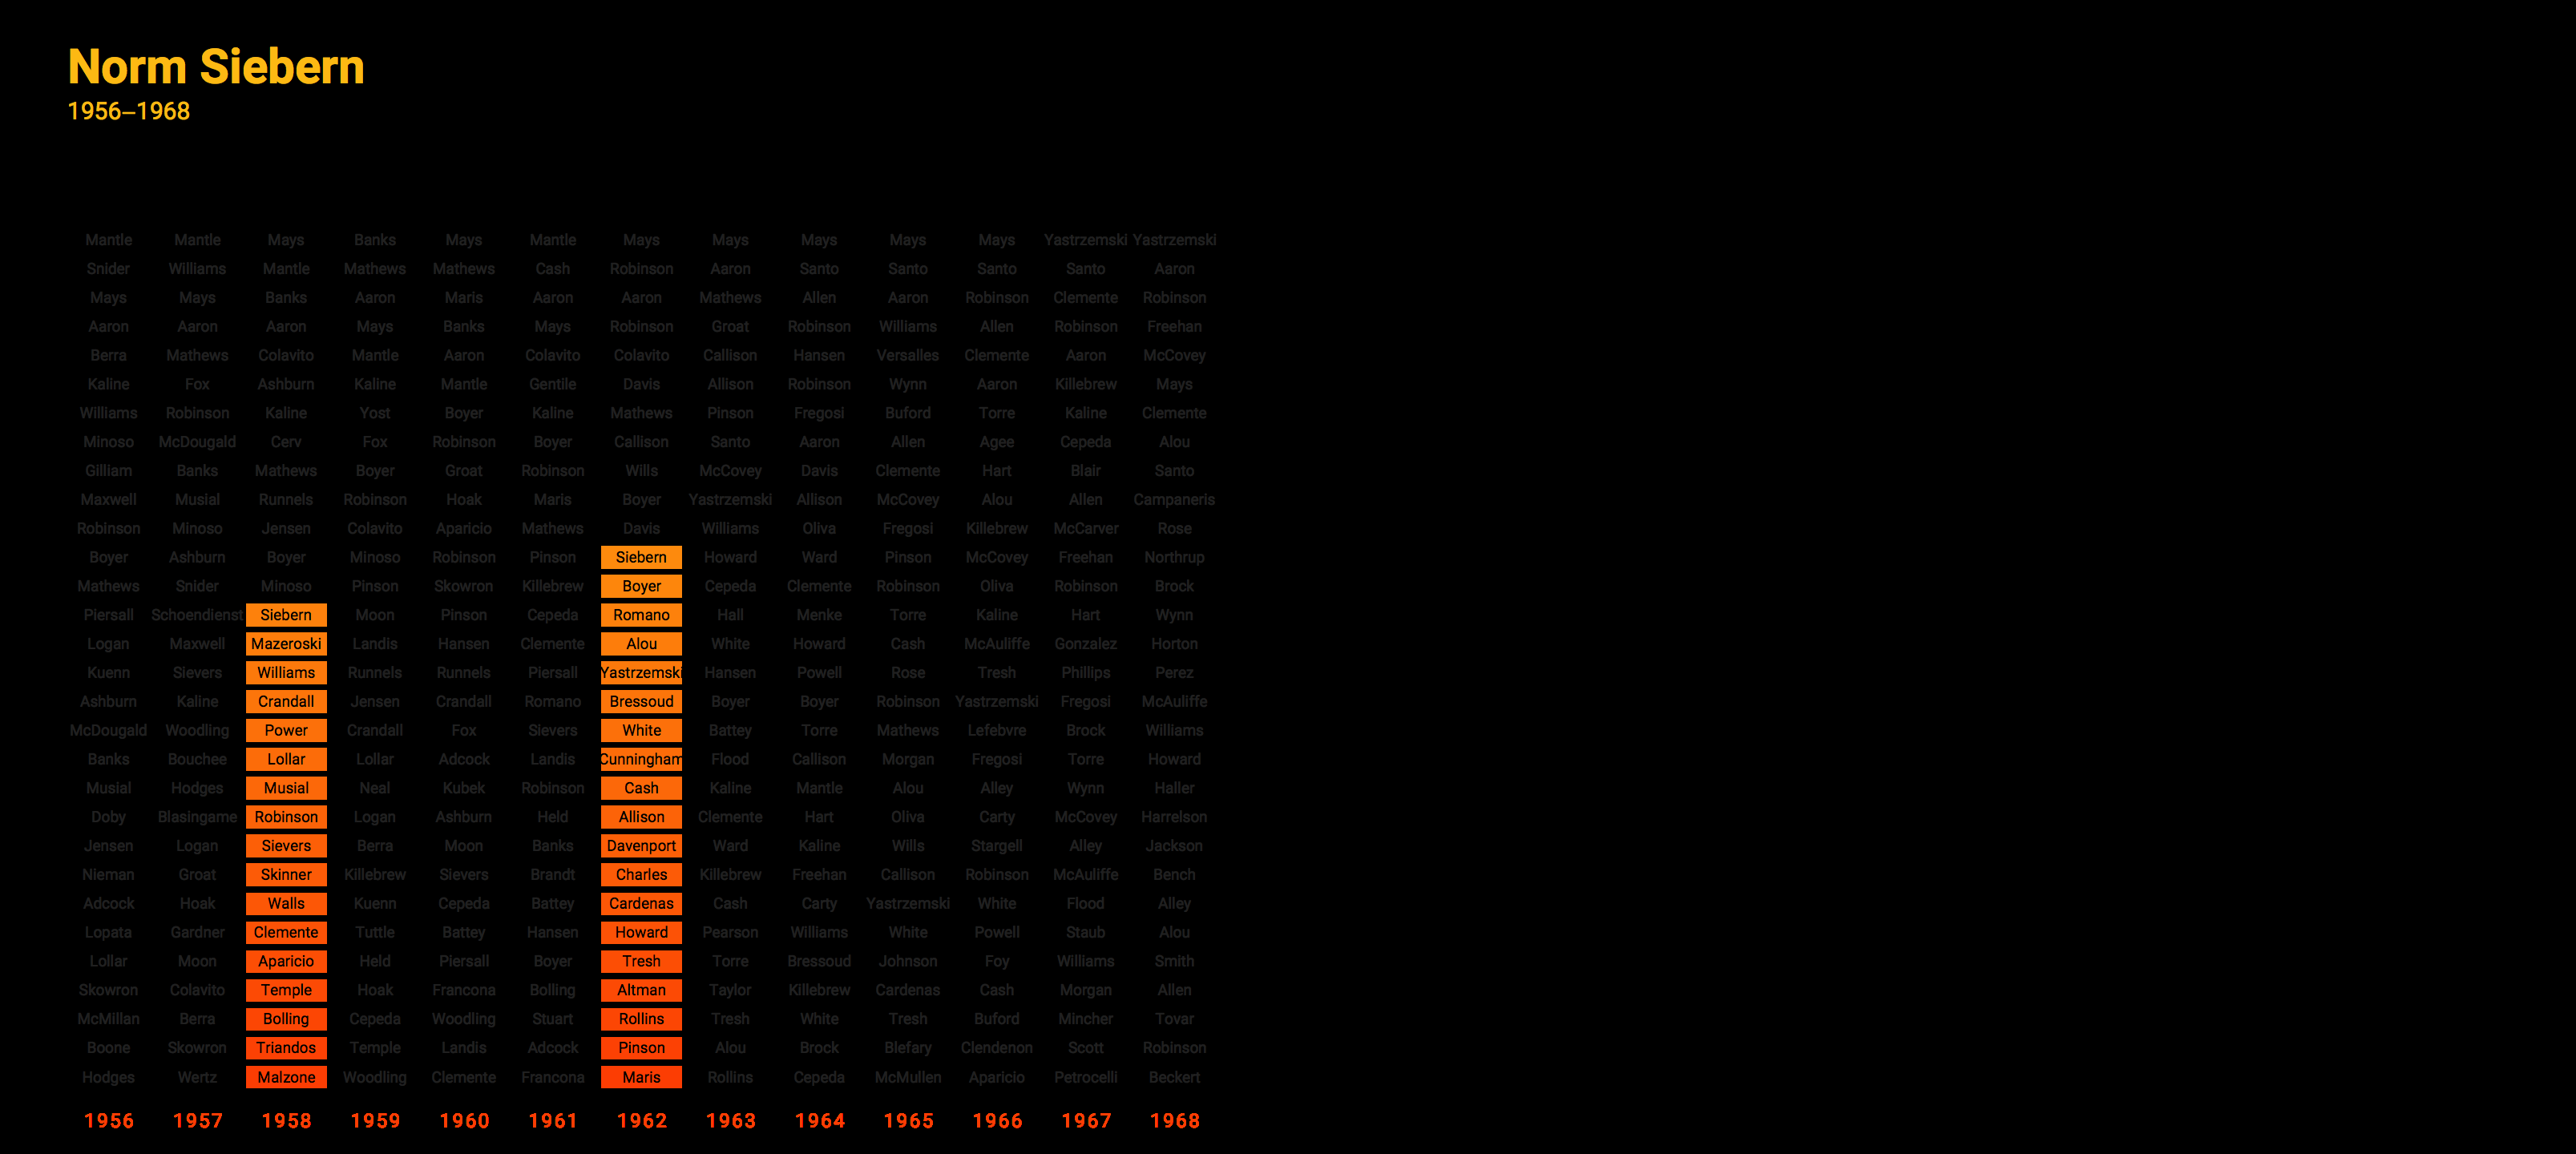 Norm Siebern
1956–1968
Mantle Mantle Mays Banks Mays Mantle Mays Mays Mays Mays Mays Yastrzemski Yastrzemski
Snider Williams Mantle Mathews Mathews Cash Robinson Aaron Santo Santo Santo Santo Aaron
Mays Mays Banks Aaron Maris Aaron Aaron Mathews Allen Aaron Robinson Clemente Robinson
Aaron Aaron Aaron Mays Banks Mays Robinson Groat Robinson Williams Allen Robinson Freehan
Berra Mathews Colavito Mantle Aaron Colavito Colavito Callison Hansen Versalles Clemente Aaron McCovey
Kaline Fox Ashburn Kaline Mantle Gentile Davis Allison Robinson Wynn Aaron Killebrew Mays
Williams Robinson Kaline Yost Boyer Kaline Mathews Pinson Fregosi Buford Torre Kaline Clemente
Minoso McDougald Cerv Fox Robinson Boyer Callison Santo Aaron Allen Agee Cepeda Alou
Gilliam Banks Mathews Boyer Groat Robinson Wills McCovey Davis Clemente Hart Blair Santo
Maxwell Musial Runnels Robinson Hoak Maris Boyer Yastrzemski Allison McCovey Alou Allen Campaneris
Robinson Minoso Jensen Colavito Aparicio Mathews Davis Williams Oliva Fregosi Killebrew McCarver Rose
Boyer Ashburn Boyer Minoso Robinson Pinson Siebern Howard Ward Pinson McCovey Freehan Northrup
Mathews Snider Minoso Pinson Skowron Killebrew Boyer Cepeda Clemente Robinson Oliva Robinson Brock
Piersall Schoendienst Siebern Moon Pinson Cepeda Romano Hall Menke Torre Kaline Hart Wynn
Logan Maxwell Mazeroski Landis Hansen Clemente Alou White Howard Cash McAuliffe Gonzalez Horton
Kuenn Sievers Williams Runnels Runnels Piersall Yastrzemski Hansen Powell Rose Tresh Phillips Perez
Ashburn Kaline Crandall Jensen Crandall Romano Bressoud Boyer Boyer Robinson Yastrzemski Fregosi McAuliffe
McDougald Woodling Power Crandall Fox Sievers White Battey Torre Mathews Lefebvre Brock Williams
Banks Bouchee Lollar Lollar Adcock Landis Cunningham Flood Callison Morgan Fregosi Torre Howard
Musial Hodges Musial Neal Kubek Robinson Cash Kaline Mantle Alou Alley Wynn Haller
Doby Blasingame Robinson Logan Ashburn Held Allison Clemente Hart Oliva Carty McCovey Harrelson
Jensen Logan Sievers Berra Moon Banks Davenport Ward Kaline Wills Stargell Alley Jackson
Nieman Groat Skinner Killebrew Sievers Brandt Charles Killebrew Freehan Callison Robinson McAuliffe Bench
Adcock Hoak Walls Kuenn Cepeda Battey Cardenas Cash Carty Yastrzemski White Flood Alley
Lopata Gardner Clemente Tuttle Battey Hansen Howard Pearson Williams White Powell Staub Alou
Lollar Moon Aparicio Held Piersall Boyer Tresh Torre Bressoud Johnson Foy Williams Smith
Skowron Colavito Temple Hoak Francona Bolling Altman Taylor Killebrew Cardenas Cash Morgan Allen
McMillan Berra Bolling Cepeda Woodling Stuart Rollins Tresh White Tresh Buford Mincher Tovar
Boone Skowron Triandos Temple Landis Adcock Pinson Alou Brock Blefary Clendenon Scott Robinson
Hodges Wertz Malzone Woodling Clemente Francona Maris Rollins Cepeda McMullen Aparicio Petrocelli Beckert
1956 1957 1958 1959 1960 1961 1962 1963 1964 1965 1966 1967 1968